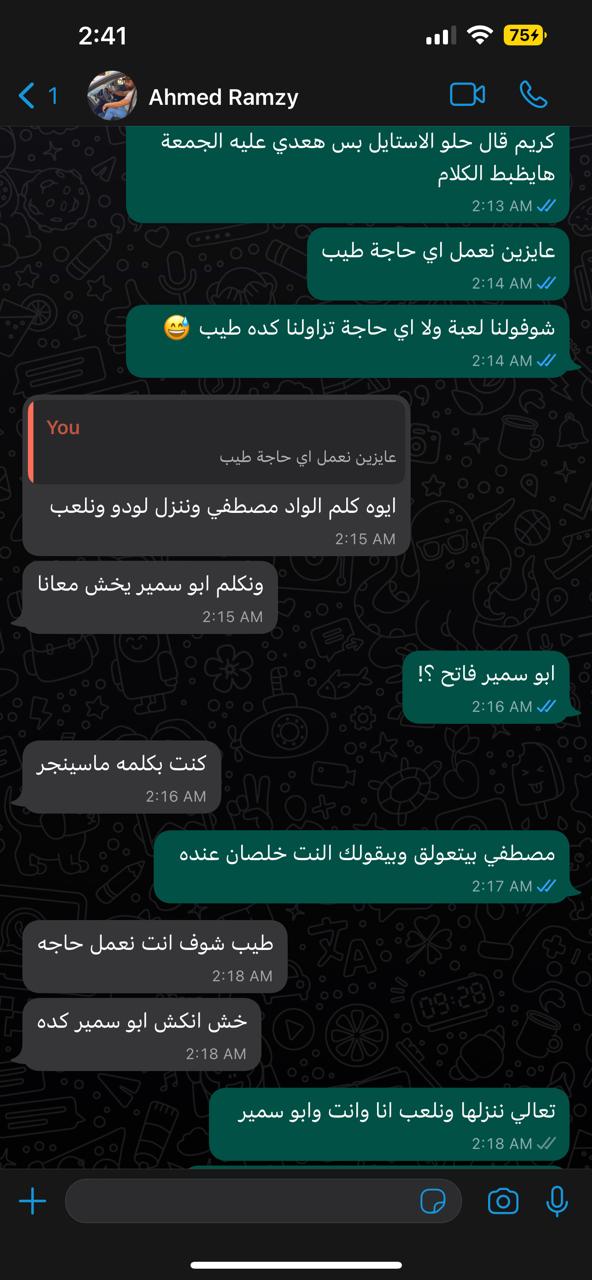 2:41
75
1
Ahmed Ramzy
كريم قال حلو الاستايل بس هعدي عليه الجمعة
هايظبط الكلام
2:13 AM
عايزين نعمل اي حاجة طيب
2:14 AM
شوفولنا لعبة ولا اي حاجة تزاولنا كده طيب 😅
2:14 AM
You
عايزين نعمل اي حاجة طيب
ايوه كلم الواد مصطفي وننزل لودو ونلعب
2:15 AM
ونكلم ابو سمير يخش معانا
2:15 AM
ابو سمير فاتح ؟!
2:16 AM
كنت بكلمه ماسينجر
2:16 AM
مصطفي بيتعولق وبيقولك النت خلصان عنده
2:17 AM
طيب شوف انت نعمل حاجه
2:18 AM
خش انكش ابو سمير كده
2:18 AM
تعالي ننزلها ونلعب انا وانت وابو سمير
2:18 AM